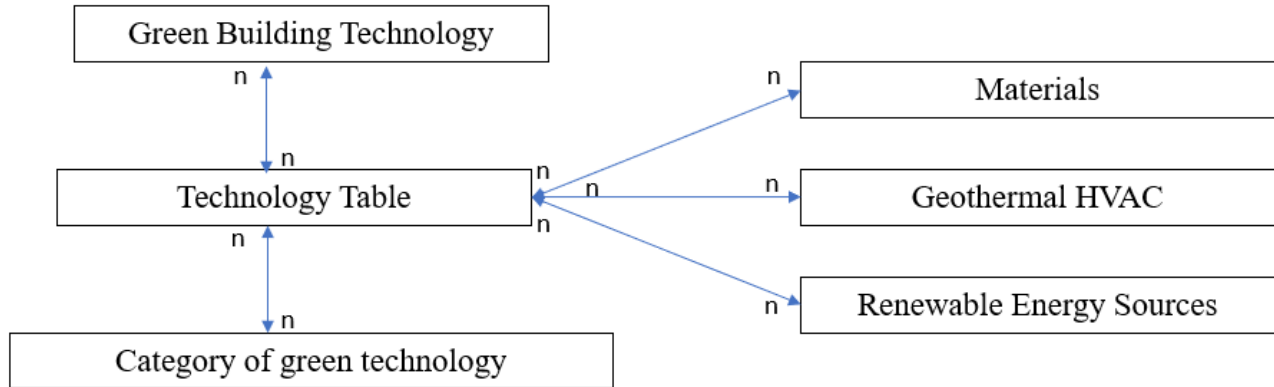 Green Building Technology
n
n
Materials
n
n
Technology Table
n
n
Geothermal HVAC
n
n
n
Renewable Energy Sources
n
Category of green technology